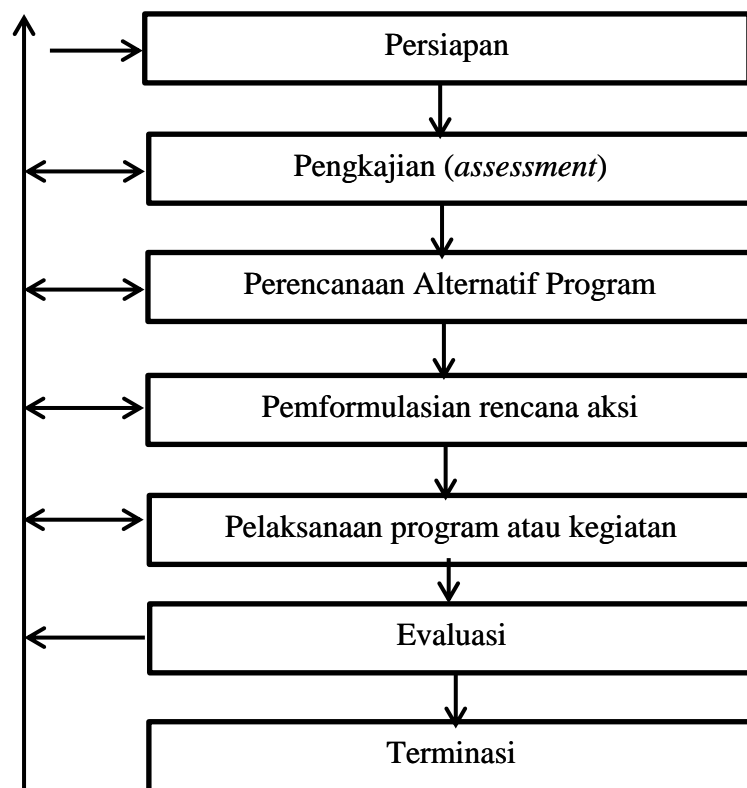 Persiapan
Pengkajian (assessment)
Perencanaan Alternatif Program
Pemformulasian rencana aksi
Pelaksanaan program atau kegiatan
Evaluasi
Terminasi